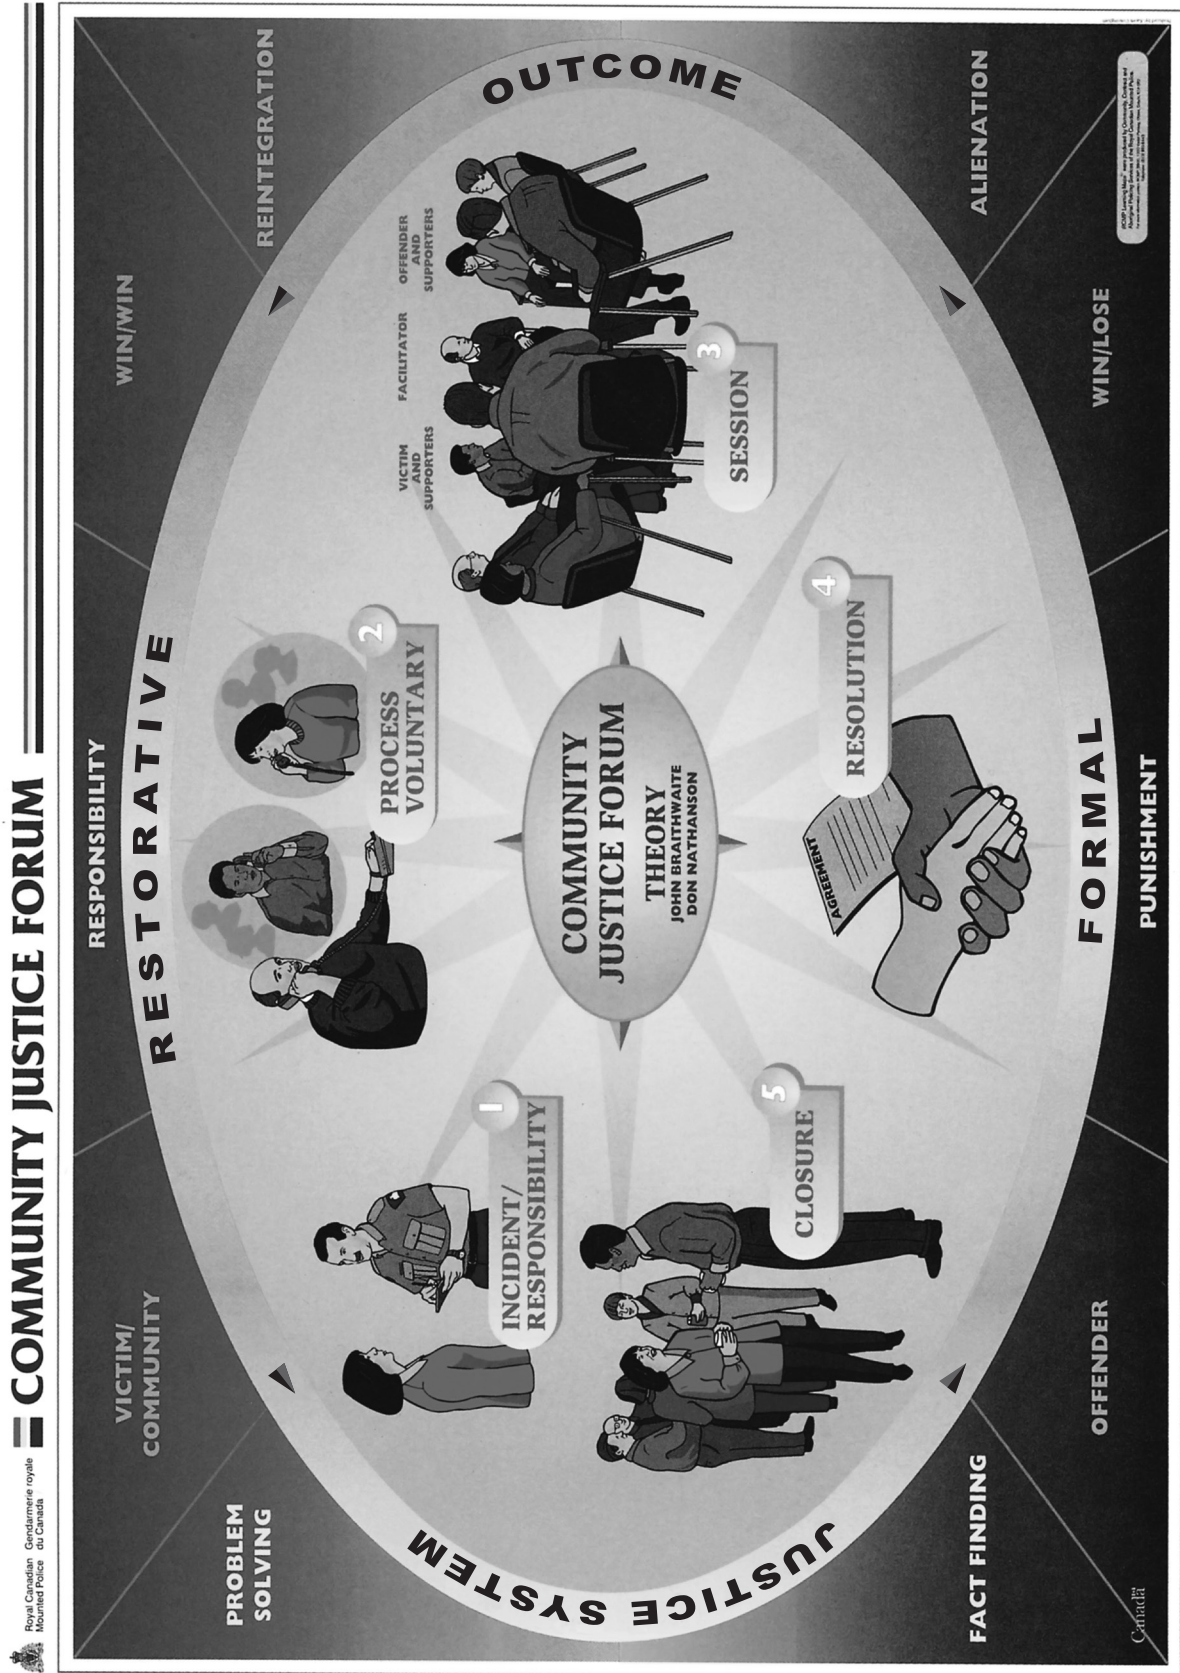 Royal Canadian Gendarmerie royale
Mounted Police du Canada
COMMUNITY JUSTICE FORUM
PROBLEM
SOLVING
VICTIM/
COMMUNITY
RESPONSIBILITY
WIN/WIN
REINTEGRATION
RESTORATIVE
JUSTICE SYSTEM
OUTCOME
FORMAL
1
INCIDENT/
RESPONSIBILITY
2
PROCESS
VOLUNTARY
VICTIM
AND
SUPPORTERS
FACILITATOR
OFFENDER
AND
SUPPORTERS
3
SESSION
COMMUNITY
JUSTICE FORUM
THEORY
JOHN BRAITHWAITE
DON NATHANSON
4
RESOLUTION
AGREEMENT
5
CLOSURE
FACT FINDING
OFFENDER
PUNISHMENT
WIN/LOSE
ALIENATION
Canada